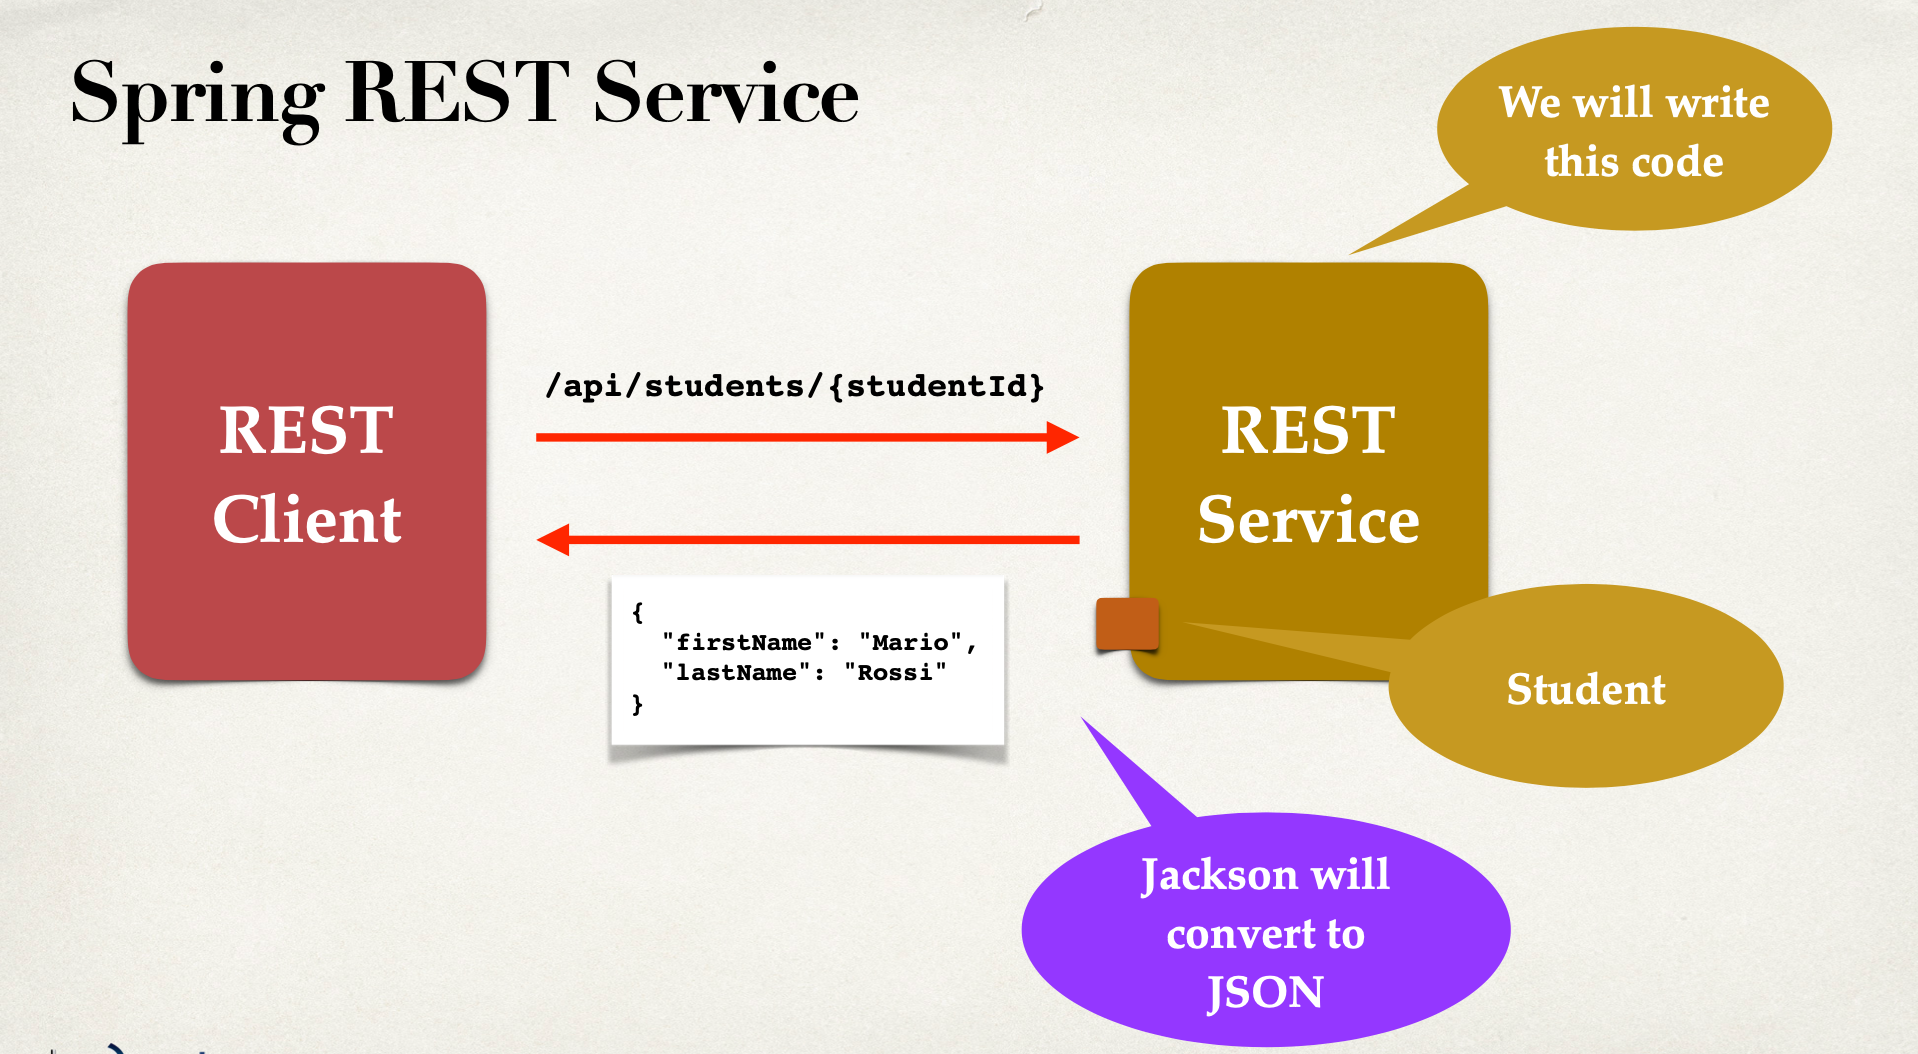 Spring REST Service
We will write
this code
REST
Client
/api/students/{studentId}
REST
Service
{
  "firstName": "Mario",
  "lastName": "Rossi"
}
Student
Jackson will
convert to
JSON